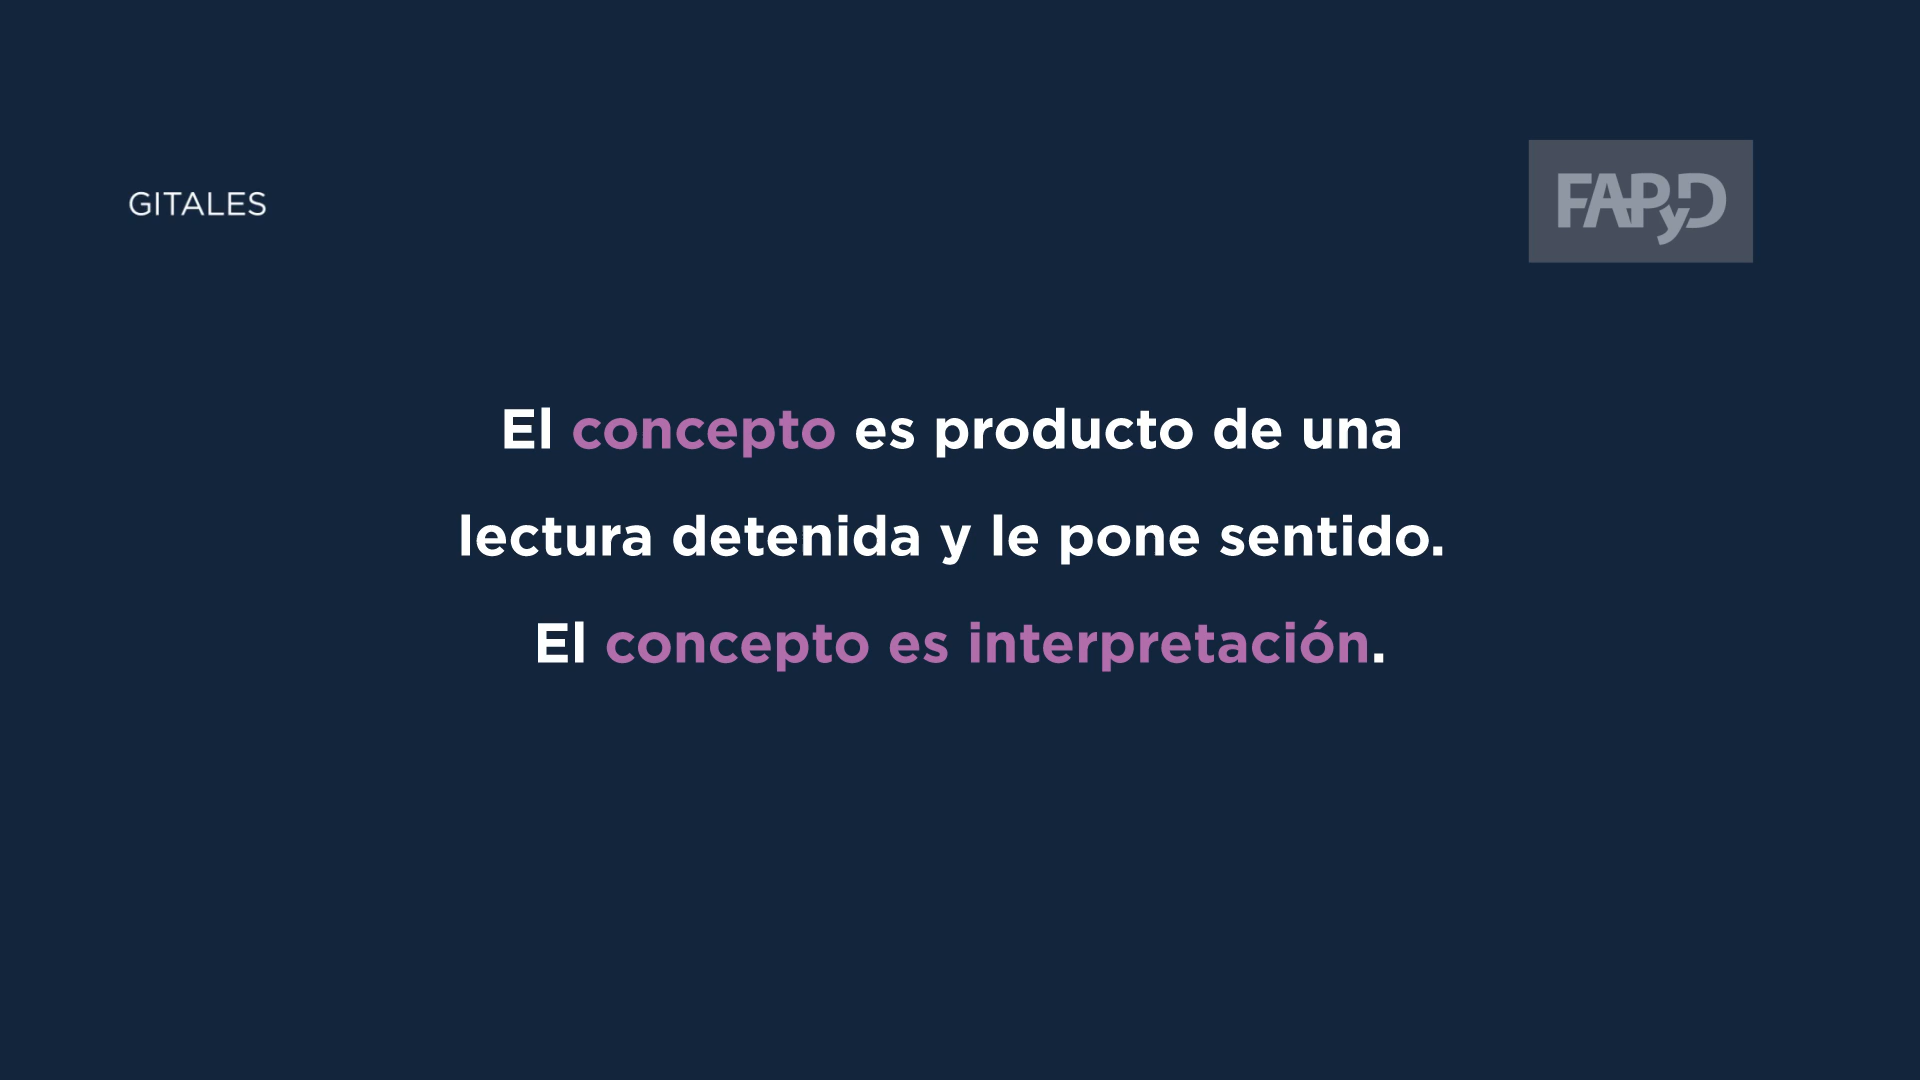 GITALES
FAPyD
El concepto es producto de una
lectura detenida y le pone sentido.
El concepto es interpretación.